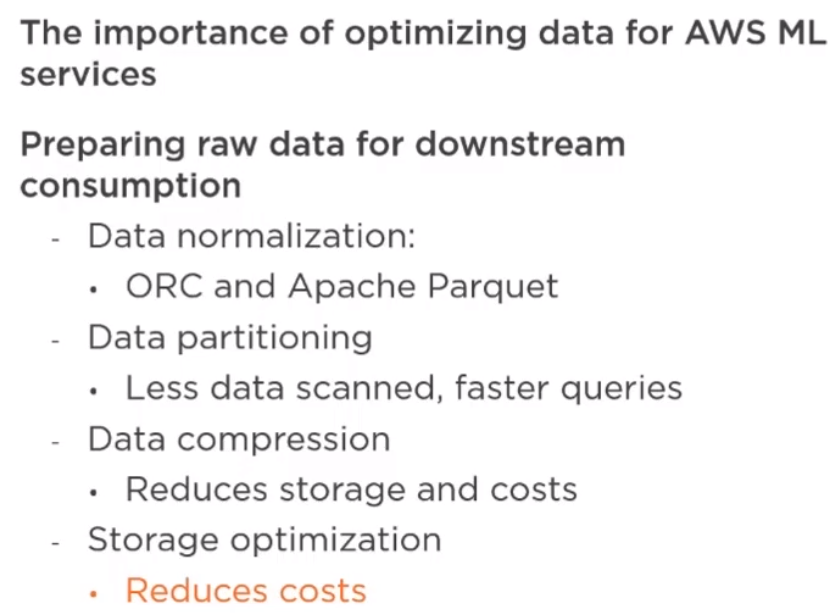 The importance of optimizing data for AWS ML
services
Preparing raw data for downstream
consumption
- Data normalization:
• ORC and Apache Parquet
- Data partitioning
• Less data scanned, faster queries
- Data compression
• Reduces storage and costs
- Storage optimization
• Reduces costs